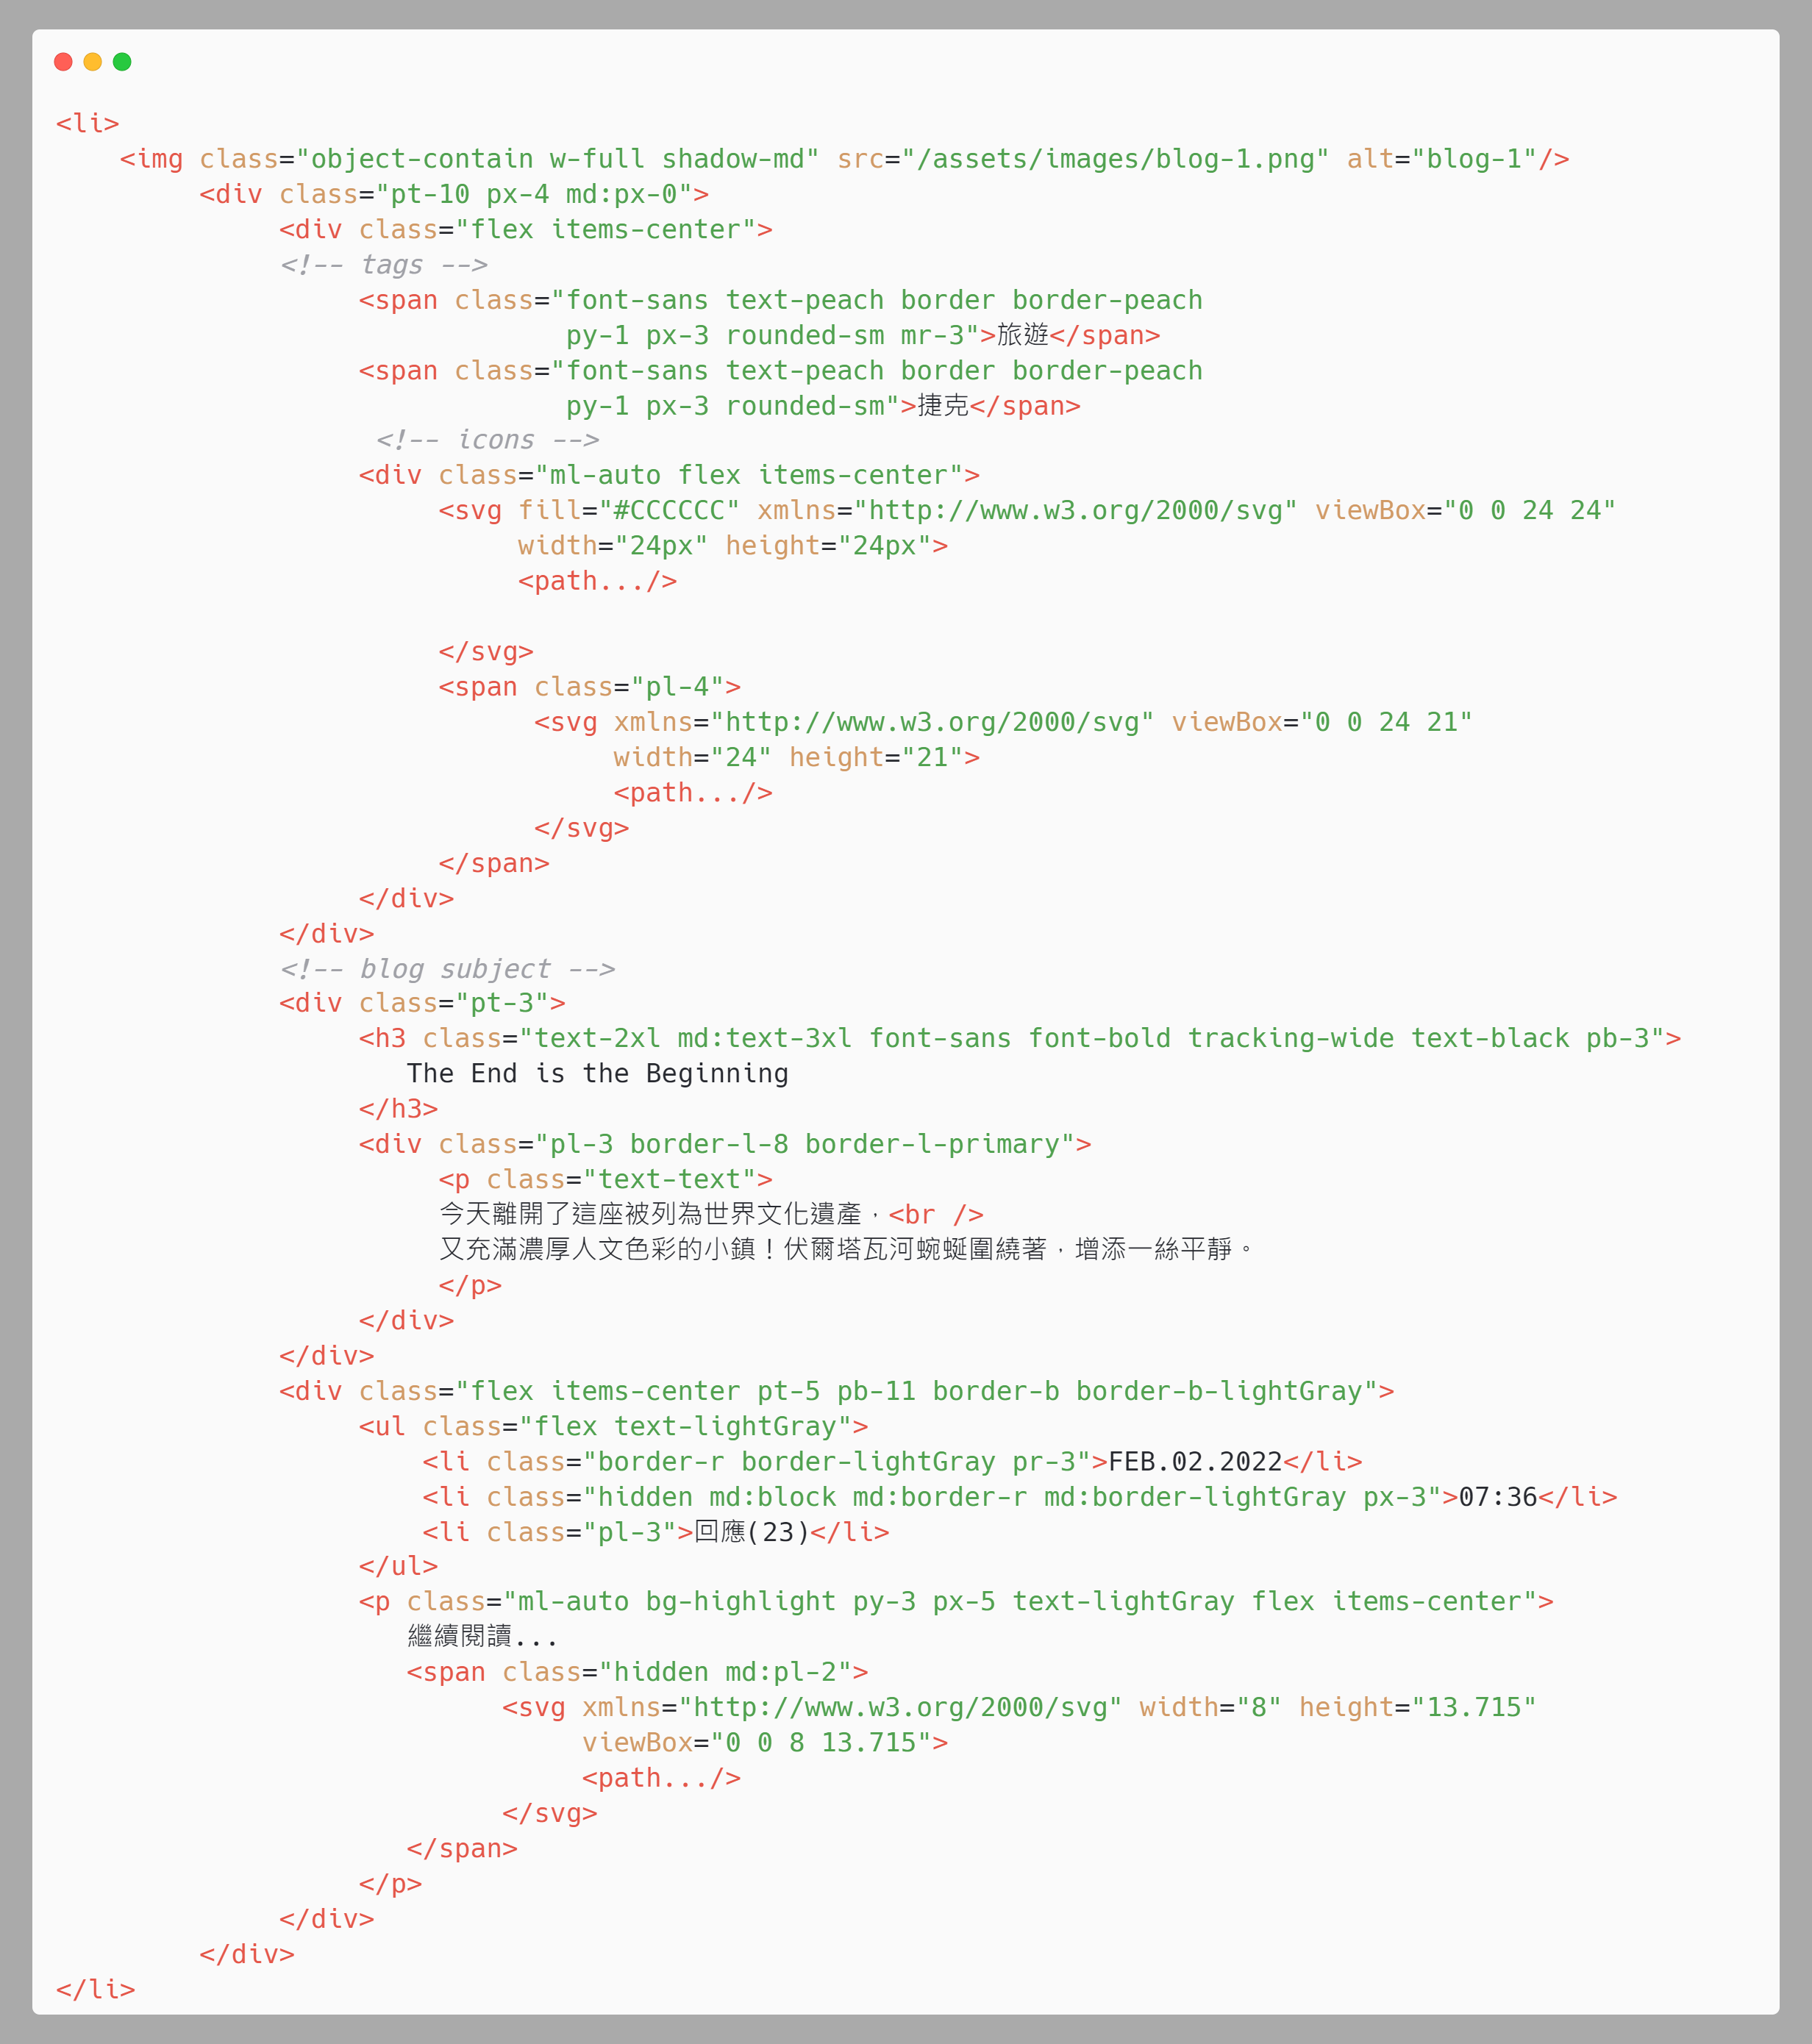 <li>
<img class="object-contain w-full shadow-md" src="/assets/images/blog-1.png" alt="blog-1"/>
<div class="pt-10 px-4 md:px-0">
<div class="flex items-center">
<!-- tags -->
<span class="font-sans text-peach border border-peach
py-1 px-3 rounded-sm mr-3">旅遊</span>
<span class="font-sans text-peach border border-peach
py-1 px-3 rounded-sm">捷克</span>
<!-- icons -->
<div class="ml-auto flex items-center">
<svg fill="#CCCCCC" xmlns="http://www.w3.org/2000/svg" viewBox="0 0 24 24"
width="24px" height="24px">
<path.../>
</svg>
<span class="pl-4">
<svg xmlns="http://www.w3.org/2000/svg" viewBox="0 0 24 21"
width="24" height="21">
<path.../>
</svg>
</span>
</div>
</div>
<!-- blog subject -->
<div class="pt-3">
<h3 class="text-2xl md:text-3xl font-sans font-bold tracking-wide text-black pb-3">
The End is the Beginning
</h3>
<div class="pl-3 border-l-8 border-l-primary">
<p class="text-text">
今天離開了這座被列為世界文化遺產，<br />
又充滿濃厚人文色彩的小鎮！伏爾塔瓦河蜿蜒圍繞著，增添一絲平靜。
</p>
</div>
</div>
<div class="flex items-center pt-5 pb-11 border-b border-b-lightGray">
<ul class="flex text-lightGray">
<li class="border-r border-lightGray pr-3">FEB.02.2022</li>
<li class="hidden md:block md:border-r md:border-lightGray px-3">07:36</li>
<li class="pl-3">回應(23)</li>
</ul>
<p class="ml-auto bg-highlight py-3 px-5 text-lightGray flex items-center">
繼續閱讀...
<span class="hidden md:pl-2">
<svg xmlns="http://www.w3.org/2000/svg" width="8" height="13.715"
viewBox="0 0 8 13.715">
<path.../>
</svg>
</span>
</p>
</div>
</div>
</li>